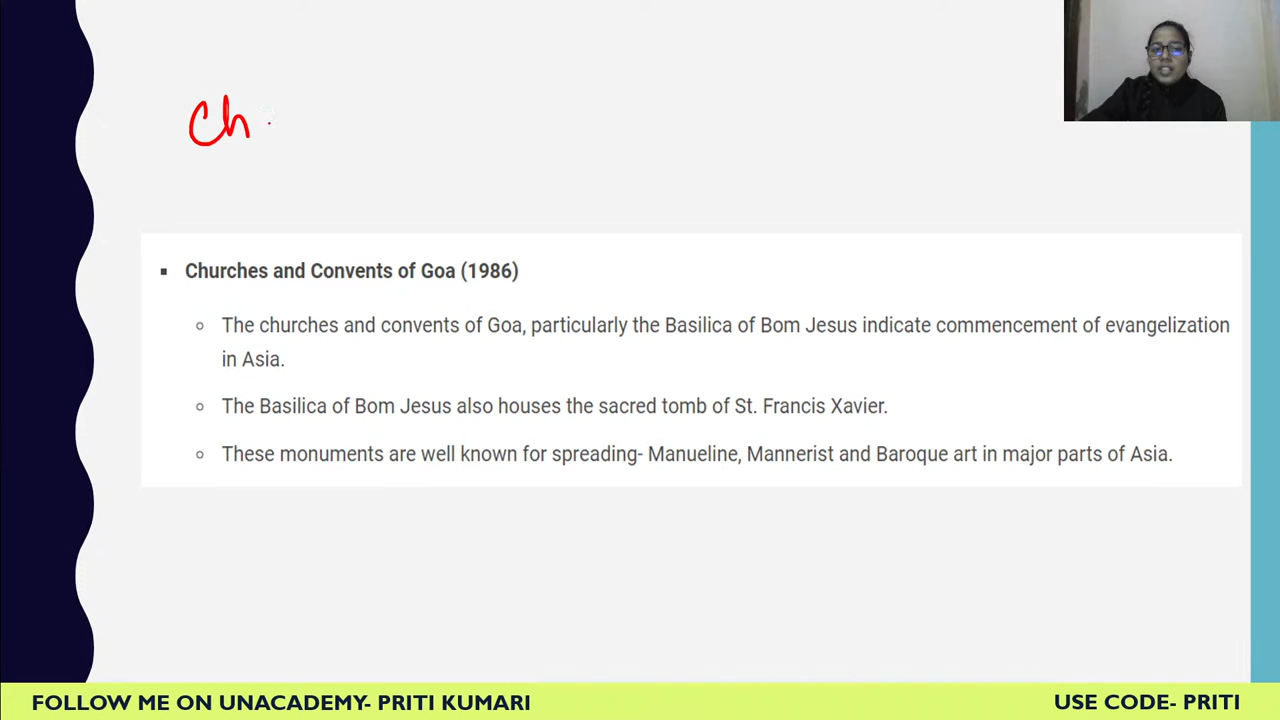 Ch
▪ Churches and Convents of Goa (1986)
○ The churches and convents of Goa, particularly the Basilica of Bom Jesus indicate commencement of evangelization
in Asia.
○ The Basilica of Bom Jesus also houses the sacred tomb of St. Francis Xavier.
○ These monuments are well known for spreading- Manueline, Mannerist and Baroque art in major parts of Asia.
FOLLOW ME ON UNACADEMY- PRITI KUMARI
USE CODE- PRITI